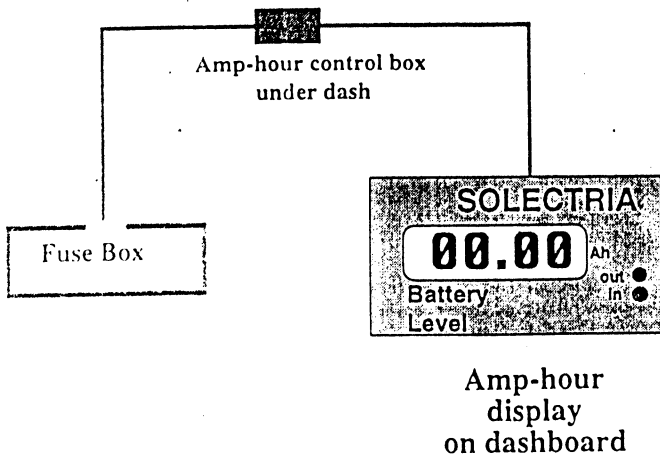 Amp-hour control box
under dash
Fuse Box
SOLECTRIA
00.00 Ah
out
in
Battery
Level
Amp-hour
display
on dashboard